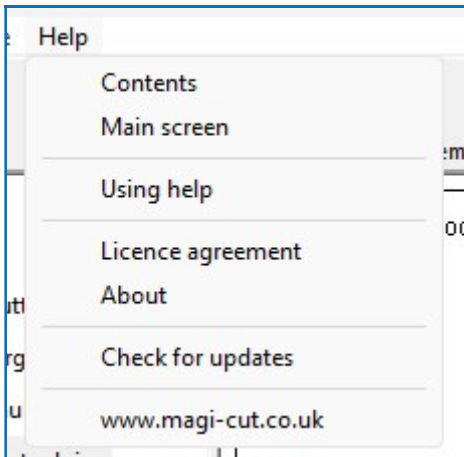 Help
Contents
Main screen
Using help
Licence agreement
About
Check for updates
www.magi-cut.co.uk